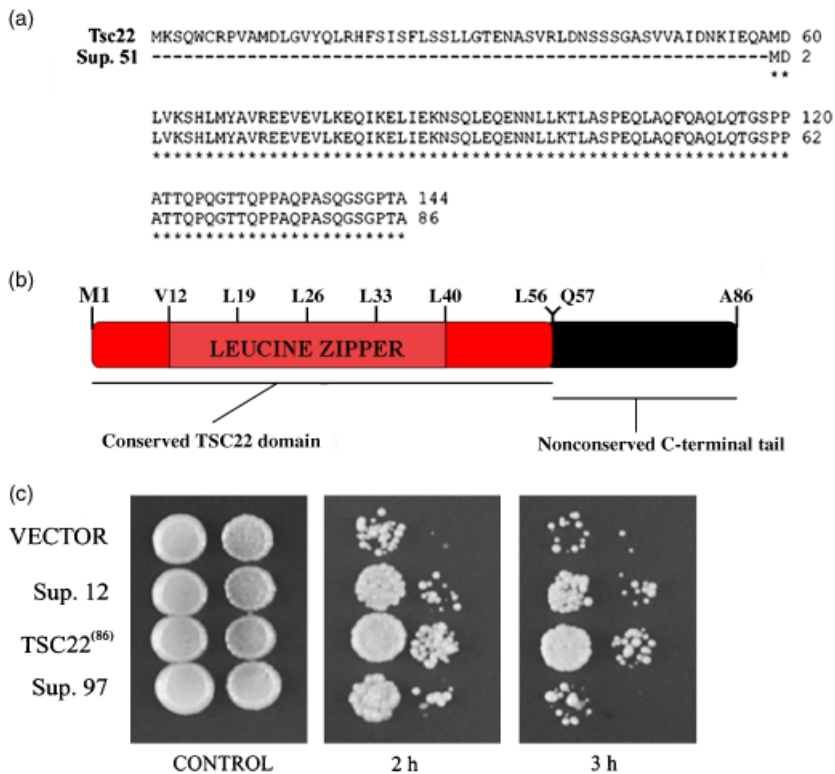 (a)
Tsc22 MKSQWCRPVAMDLGVYQLRHFSISFLSSLLGTENASVRLDNSSSGASVVAIDNKIEQAMD 60
Sup. 51 ----------------------------------------------------------MD 2
**
LVKSHLMYAVREEVEVLKEQIKELIEKNSQLEQENNLLKTLASPEQLAQFQAQLQTGSPP 120
LVKSHLMYAVREEVEVLKEQIKELIEKNSQLEQENNLLKTLASPEQLAQFQAQLQTGSPP 62
************************************************************
ATTQPQGTTQPPAQPASQGSGPTA 144
ATTQPQGTTQPPAQPASQGSGPTA 86
************************
(b)
M1 V12 L19 L26 L33 L40 L56 Q57 A86
LEUCINE ZIPPER
Conserved TSC22 domain
Nonconserved C-terminal tail
(c)
VECTOR
Sup. 12
TSC22(86)
Sup. 97
CONTROL 2 h 3 h